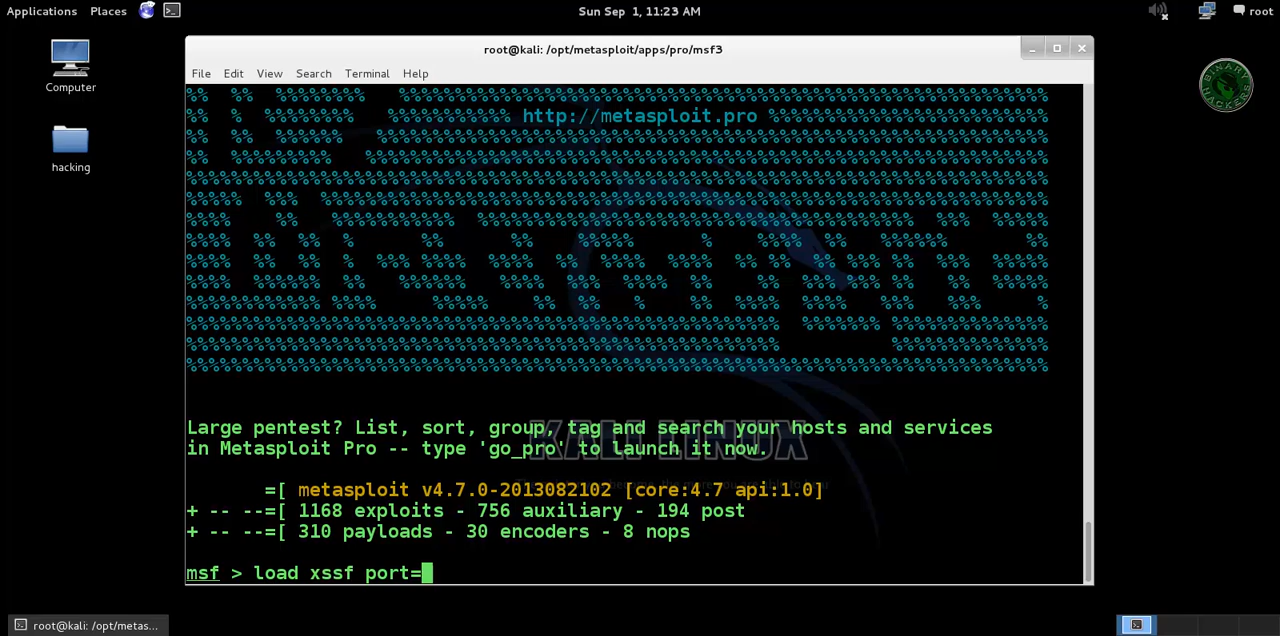 Applications Places Sun Sep 1, 11:23 AM root
root@kali: /opt/metasploit/apps/pro/msf3
File Edit View Search Terminal Help
Computer
BINARY
HACKERS
hacking
http://metasploit.pro
Large pentest? List, sort, group, tag and search your hosts and services
in Metasploit Pro -- type 'go_pro' to launch it now.
KALI LINUX
=[ metasploit v4.7.0-2013082102 [core:4.7 api:1.0]
+ -- --=[ 1168 exploits - 756 auxiliary - 194 post
+ -- --=[ 310 payloads - 30 encoders - 8 nops
msf > load xssf port=
root@kali: /opt/metas...